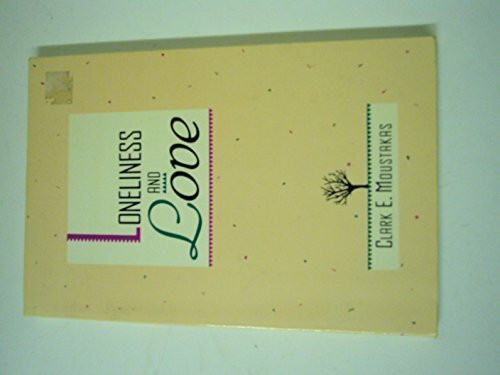 LONELINESS
AND
Love
CLARK E. MOUSTAKAS